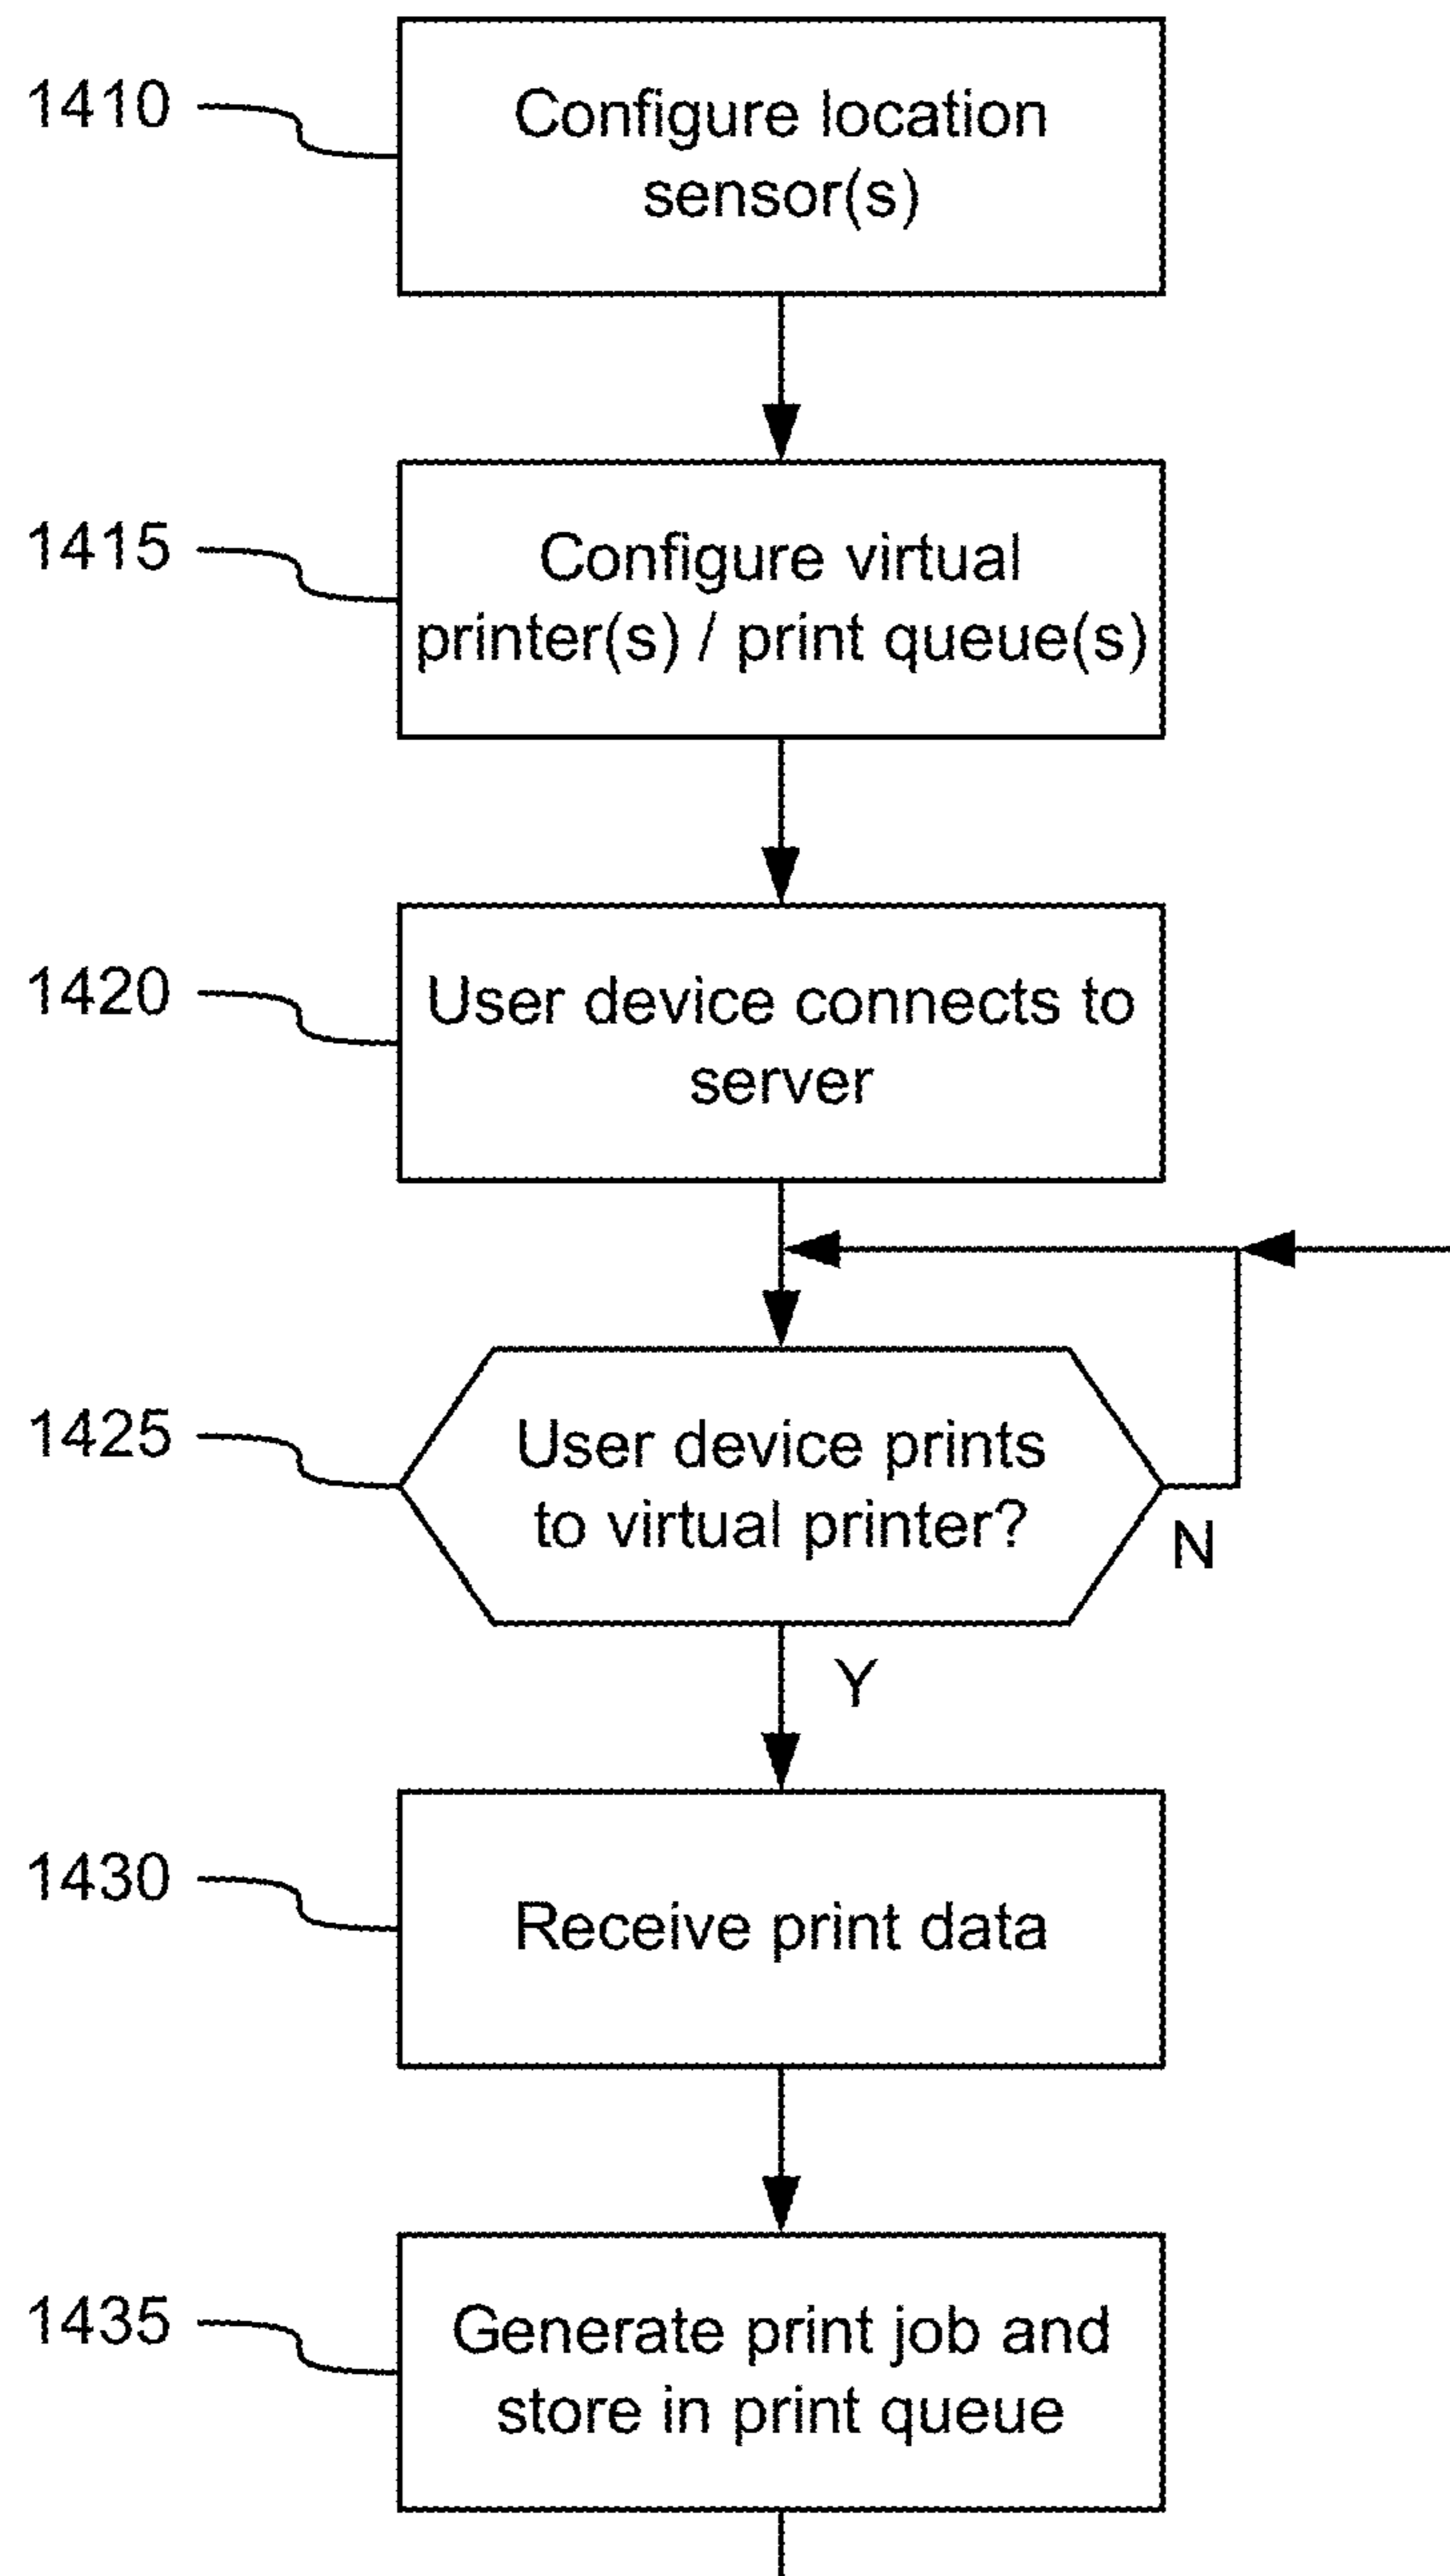 1410
Configure location
sensor(s)
1415
Configure virtual
printer(s) / print queue(s)
1420
User device connects to
server
1425
User device prints
to virtual printer?
N
Y
1430
Receive print data
1435
Generate print job and
store in print queue